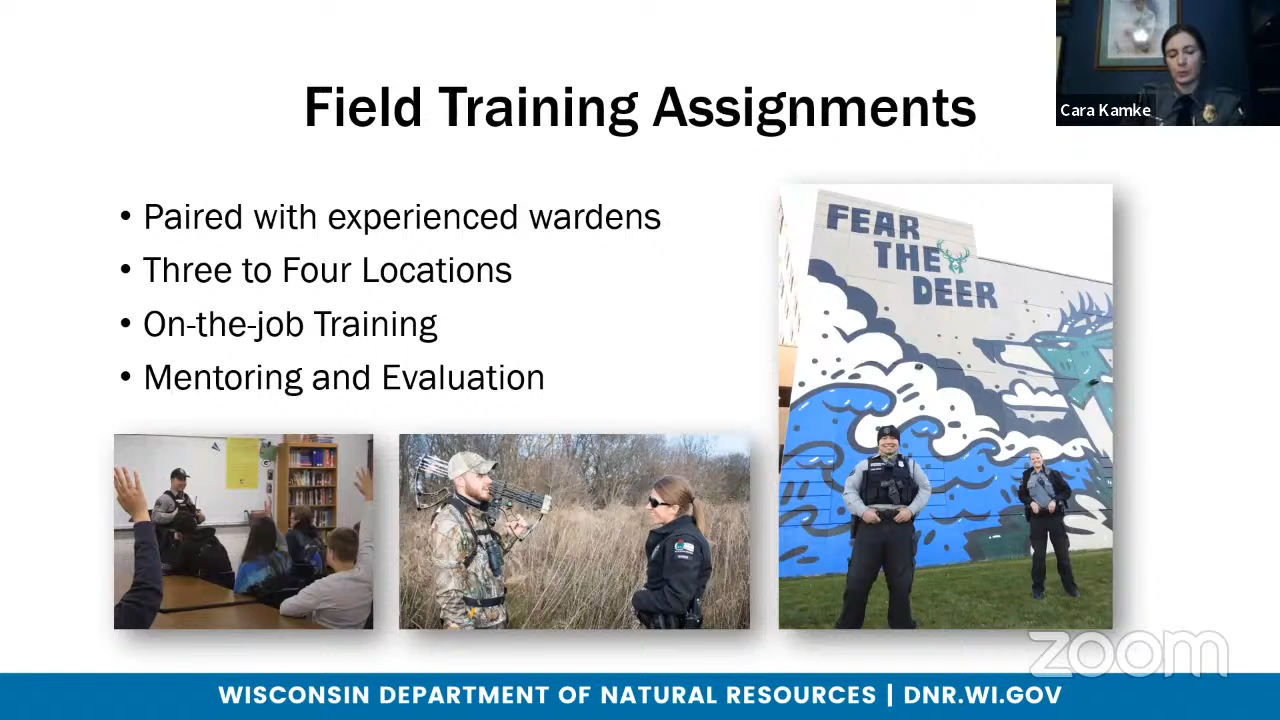 Field Training Assignments
Cara Kamke
• Paired with experienced wardens
• Three to Four Locations
• On-the-job Training
• Mentoring and Evaluation
FEAR
THE
DEER
zoom
WISCONSIN DEPARTMENT OF NATURAL RESOURCES | DNR.WI.GOV